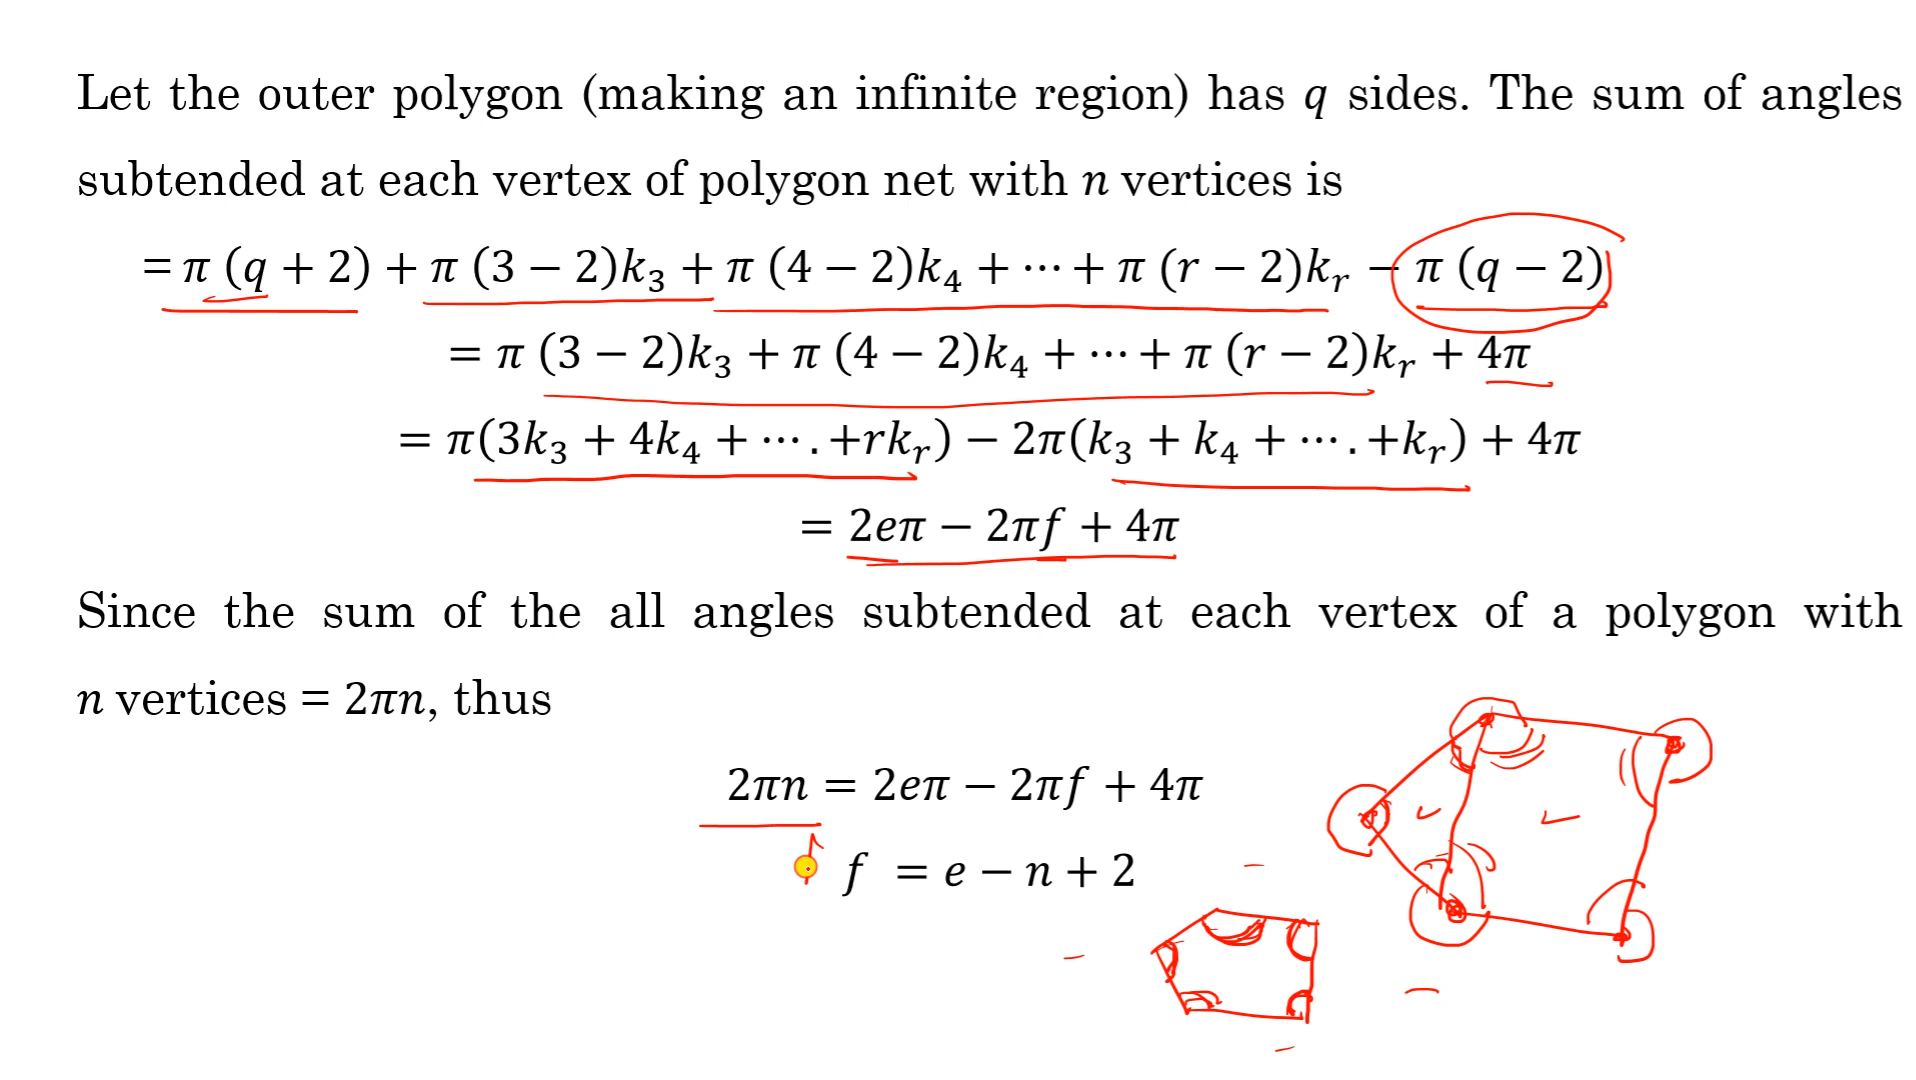 Let the outer polygon (making an infinite region) has q sides. The sum of angles
subtended at each vertex of polygon net with n vertices is
= π (q + 2) + π (3 − 2)k₃ + π (4 − 2)k₄ + ⋯ + π (r − 2)kᵣ − π (q − 2)
= π (3 − 2)k₃ + π (4 − 2)k₄ + ⋯ + π (r − 2)kᵣ + 4π
= π(3k₃ + 4k₄ + ⋯ . +rkᵣ) − 2π(k₃ + k₄ + ⋯ . +kᵣ) + 4π
= 2eπ − 2πf + 4π
Since the sum of the all angles subtended at each vertex of a polygon with
n vertices = 2πn, thus
2πn = 2eπ − 2πf + 4π
f = e − n + 2